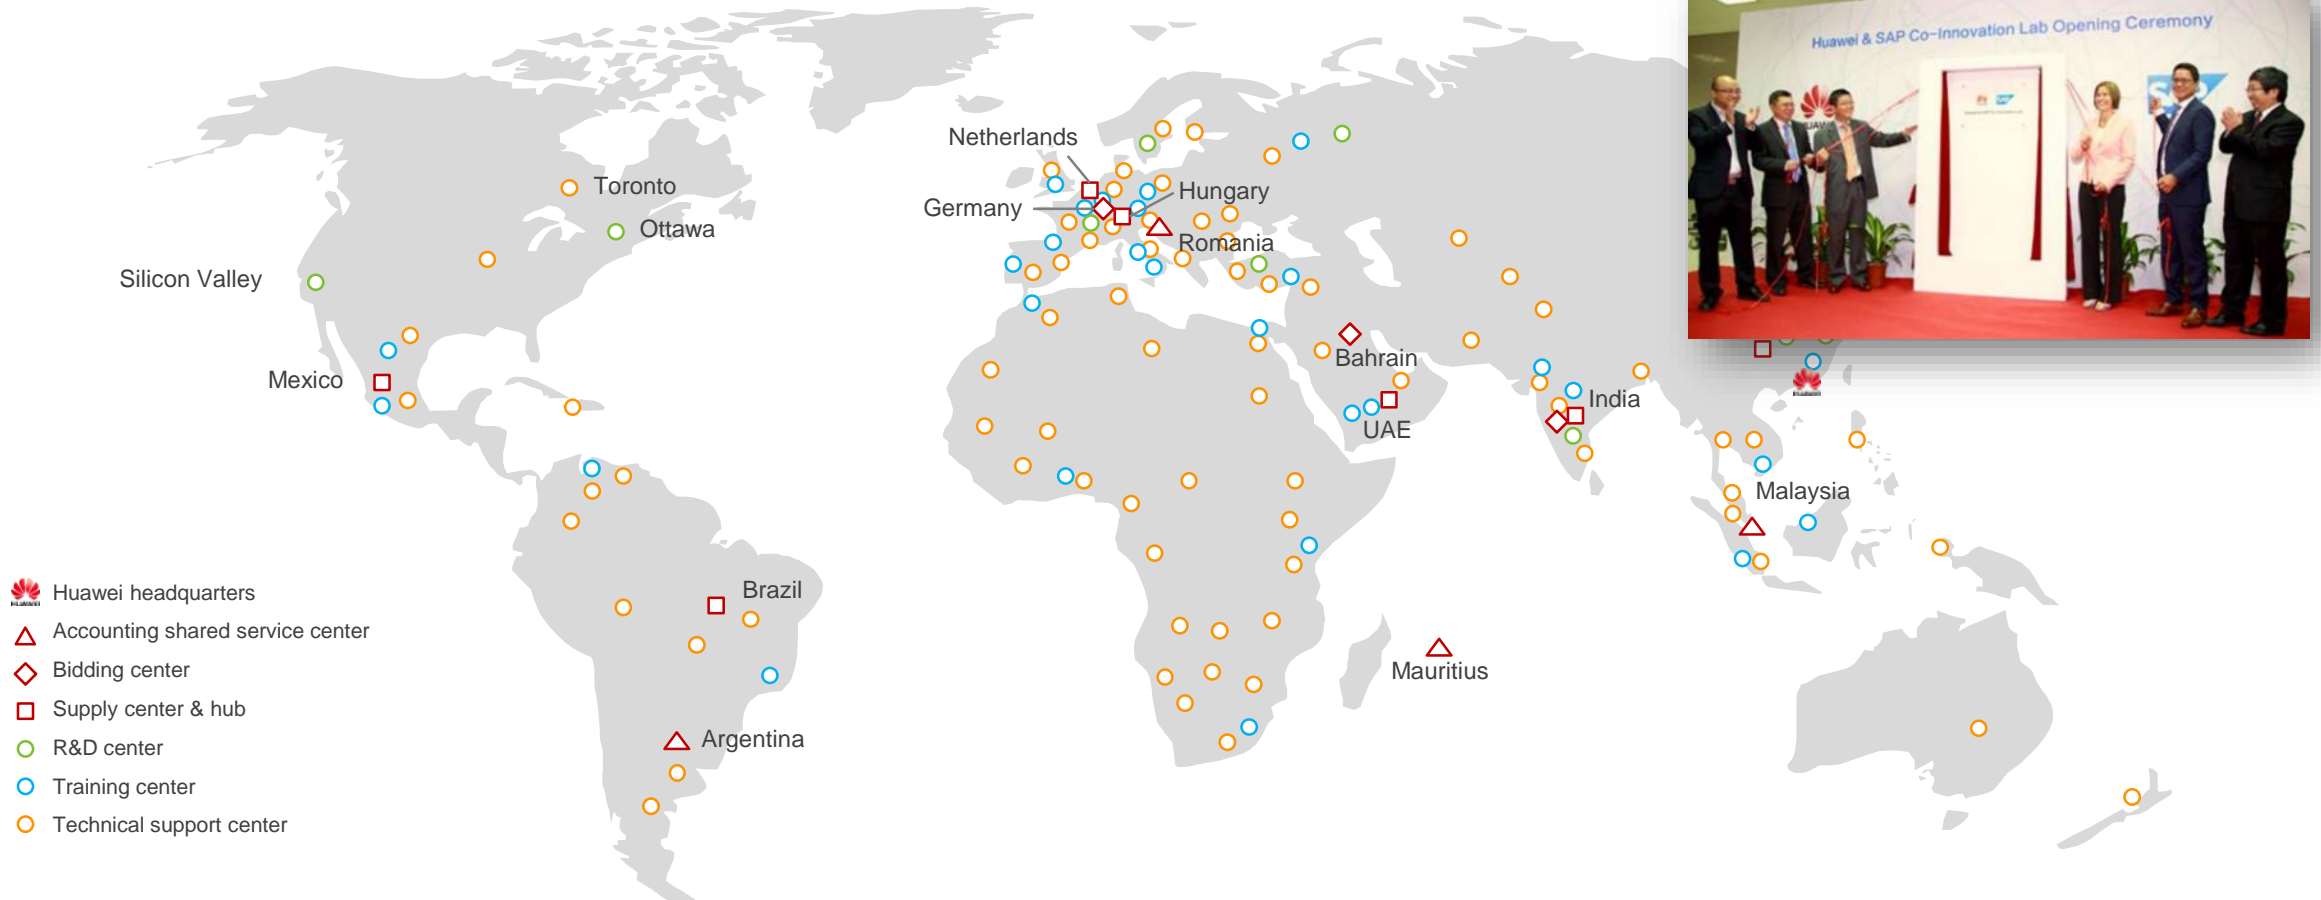 Huawei & SAP Co-Innovation Lab Opening Ceremony
SAP
Netherlands
Toronto
Hungary
Germany
Ottawa
Romania
Silicon Valley
Bahrain
Mexico
India
UAE
Malaysia
Brazil
Huawei headquarters
Accounting shared service center
Mauritius
Bidding center
Supply center & hub
Argentina
R&D center
Training center
Technical support center